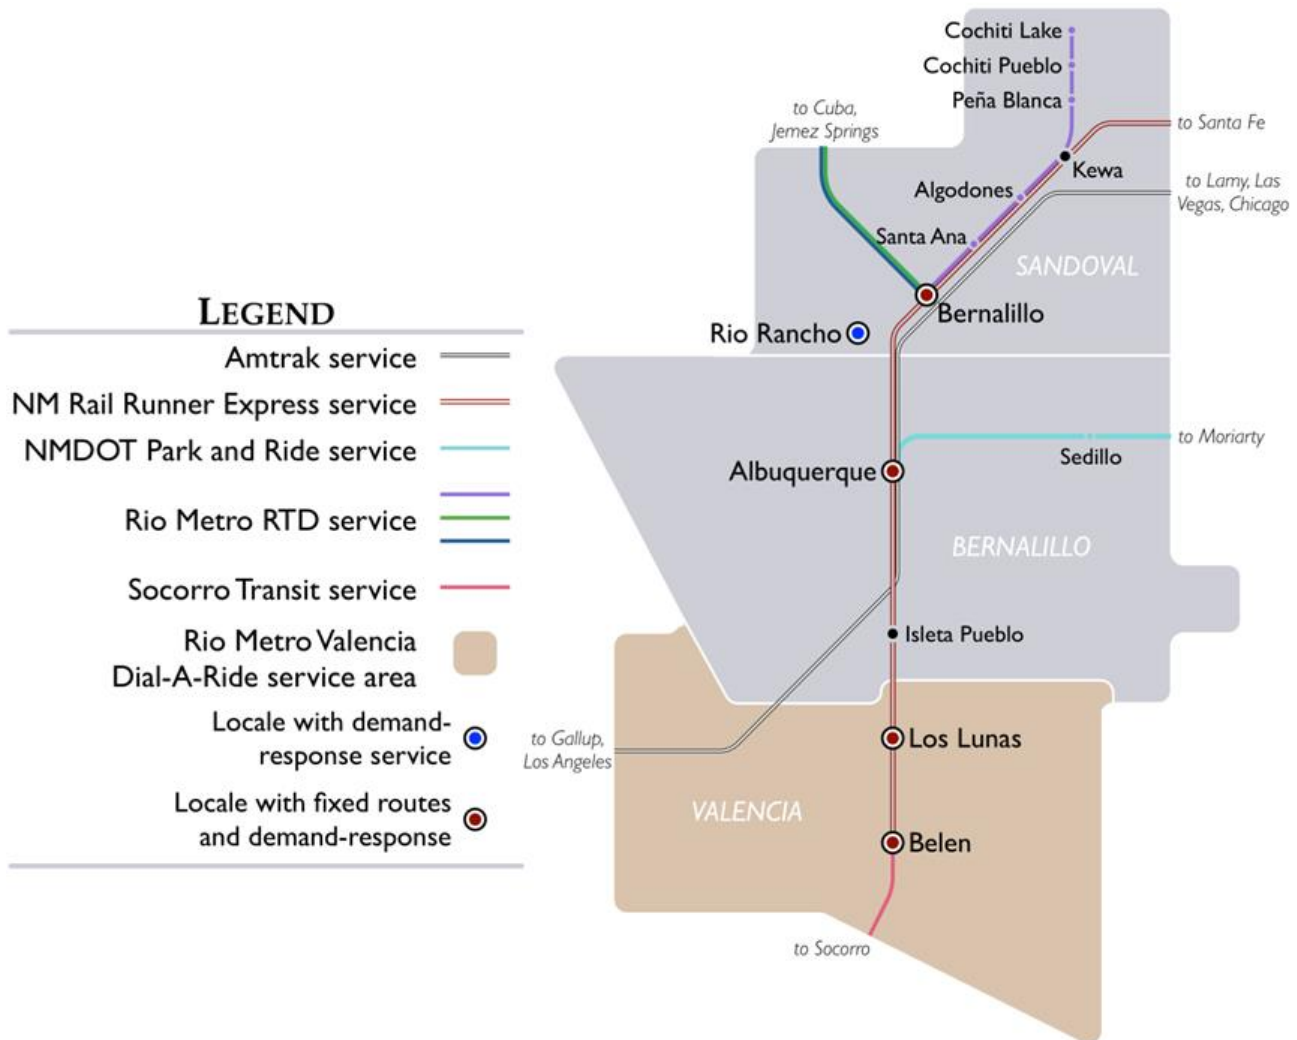 LEGEND
Amtrak service
NM Rail Runner Express service
NMDOT Park and Ride service
Rio Metro RTD service
Socorro Transit service
Rio Metro Valencia
Dial-A-Ride service area
Locale with demand-
response service
Locale with fixed routes
and demand-response
Cochiti Lake
Cochiti Pueblo
Peña Blanca
to Cuba,
Jemez Springs
to Santa Fe
Kewa
to Lamy, Las
Vegas, Chicago
Algodones
Santa Ana
SANDOVAL
Bernalillo
Rio Rancho
to Moriarty
Sedillo
Albuquerque
BERNALILLO
Isleta Pueblo
to Gallup,
Los Angeles
Los Lunas
VALENCIA
Belen
to Socorro